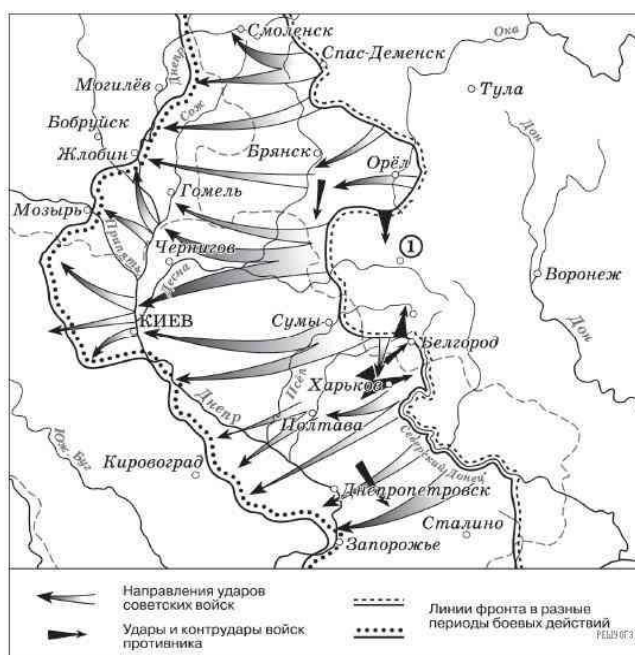 Смоленск
Ока
Спас-Деменск
Днепр
Тула
Могилёв
Сож
Дон
Бобруйск
Брянск
Жлобин
Орёл
Гомель
Мозырь
Припять
1
Чернигов
Десна
Воронеж
КИЕВ
Сумы
Дон
Белгород
Псёл
Харьков
Днепр
Полтава
Северский Донец
Юж. Буг
Кировоград
Днепропетровск
Сталино
Запорожье
Направления ударов
советских войск
Удары и контрудары войск
противника
Линии фронта в разные
периоды боевых действий